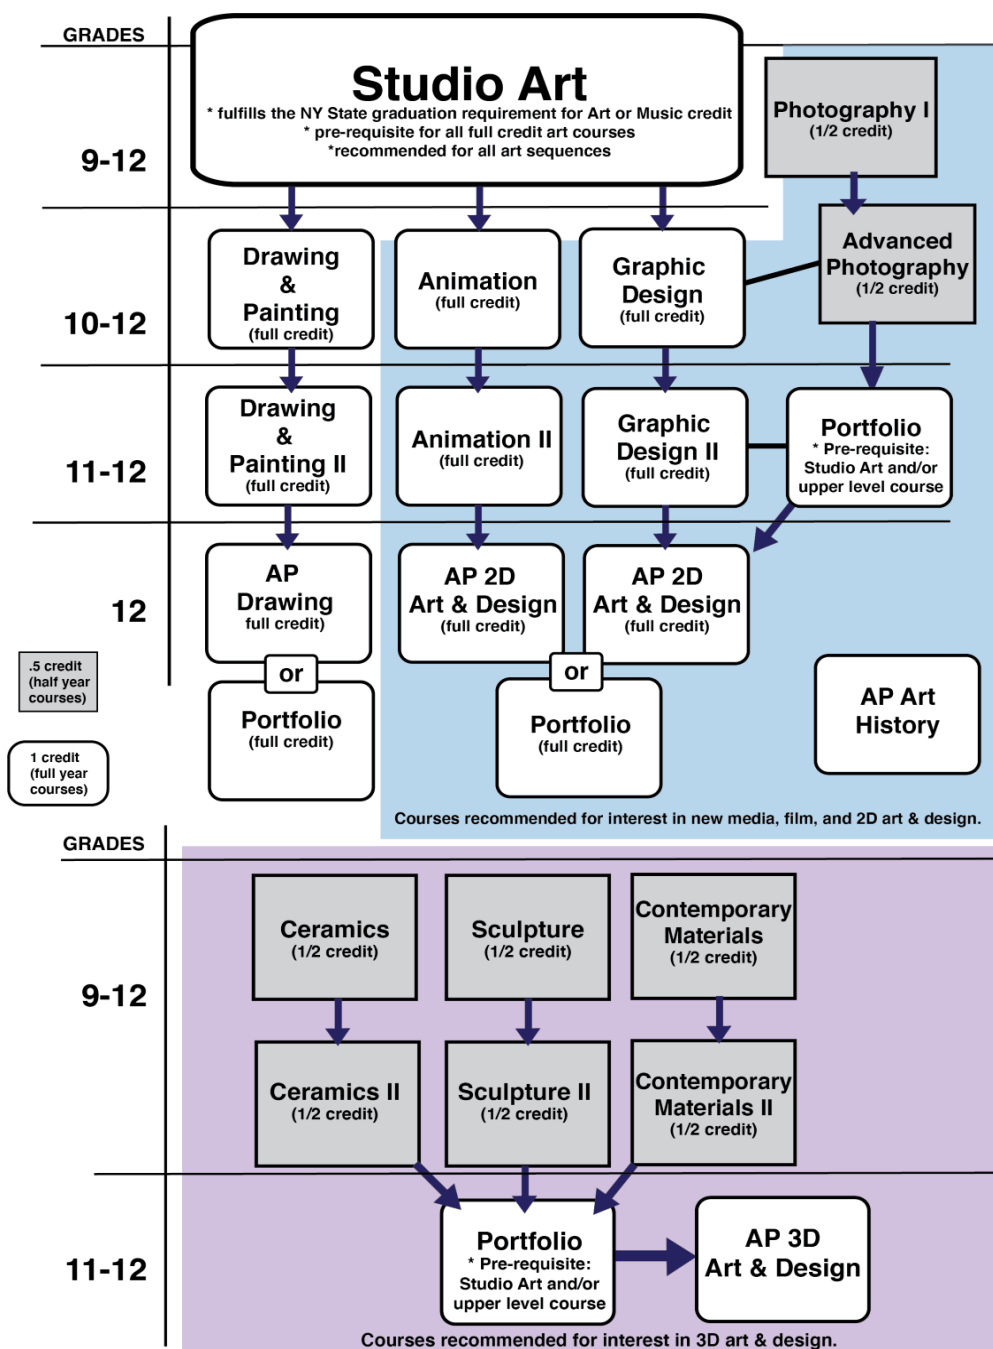 GRADES
Studio Art
* fulfills the NY State graduation requirement for Art or Music credit
* pre-requisite for all full credit art courses
*recommended for all art sequences
Photography I
(1/2 credit)
9-12
Drawing
&
Painting
(full credit)
Animation
(full credit)
Graphic
Design
(full credit)
Advanced
Photography
(1/2 credit)
10-12
Drawing
&
Painting II
(full credit)
Animation II
(full credit)
Graphic
Design II
(full credit)
Portfolio
* Pre-requisite:
Studio Art and/or
upper level course
11-12
AP
Drawing
full credit)
AP 2D
Art & Design
(full credit)
AP 2D
Art & Design
(full credit)
12
or
or
Portfolio
(full credit)
Portfolio
(full credit)
AP Art
History
.5 credit
(half year
courses)
1 credit
(full year
courses)
Courses recommended for interest in new media, film, and 2D art & design.
GRADES
Ceramics
(1/2 credit)
Sculpture
(1/2 credit)
Contemporary
Materials
(1/2 credit)
9-12
Ceramics II
(1/2 credit)
Sculpture II
(1/2 credit)
Contemporary
Materials II
(1/2 credit)
11-12
Portfolio
* Pre-requisite:
Studio Art and/or
upper level course
AP 3D
Art & Design
Courses recommended for interest in 3D art & design.